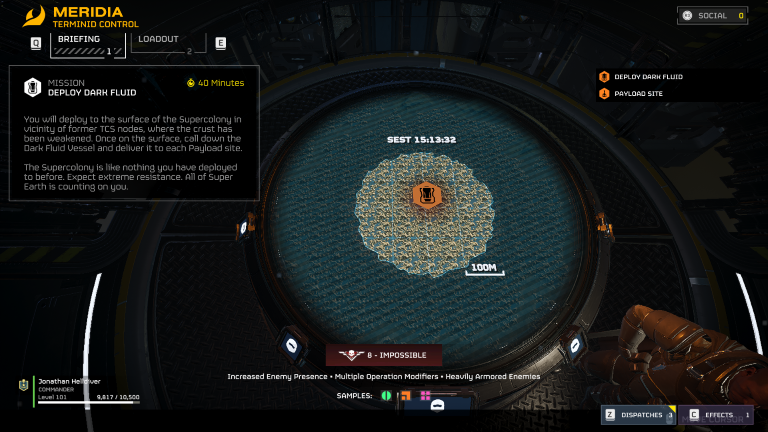 MERIDIA
TERMINID CONTROL
SOCIAL 0
Q
BRIEFING
1
LOADOUT
2
E
MISSION
DEPLOY DARK FLUID
40 Minutes
You will deploy to the surface of the Supercolony in
vicinity of former TCS nodes, where the crust has
been weakened. Once on the surface, call down the
Dark Fluid Vessel and deliver it to each Payload site.
The Supercolony is like nothing you have deployed
to before. Expect extreme resistance. All of Super
Earth is counting on you.
DEPLOY DARK FLUID
PAYLOAD SITE
SEST 15:13:32
100M
8 - IMPOSSIBLE
Increased Enemy Presence • Multiple Operation Modifiers • Heavily Armored Enemies
SAMPLES:
Jonathan Helldiver
COMMANDER
Level 101
9,817 / 10,500
Z DISPATCHES 3
C EFFECTS 1
CURSOR